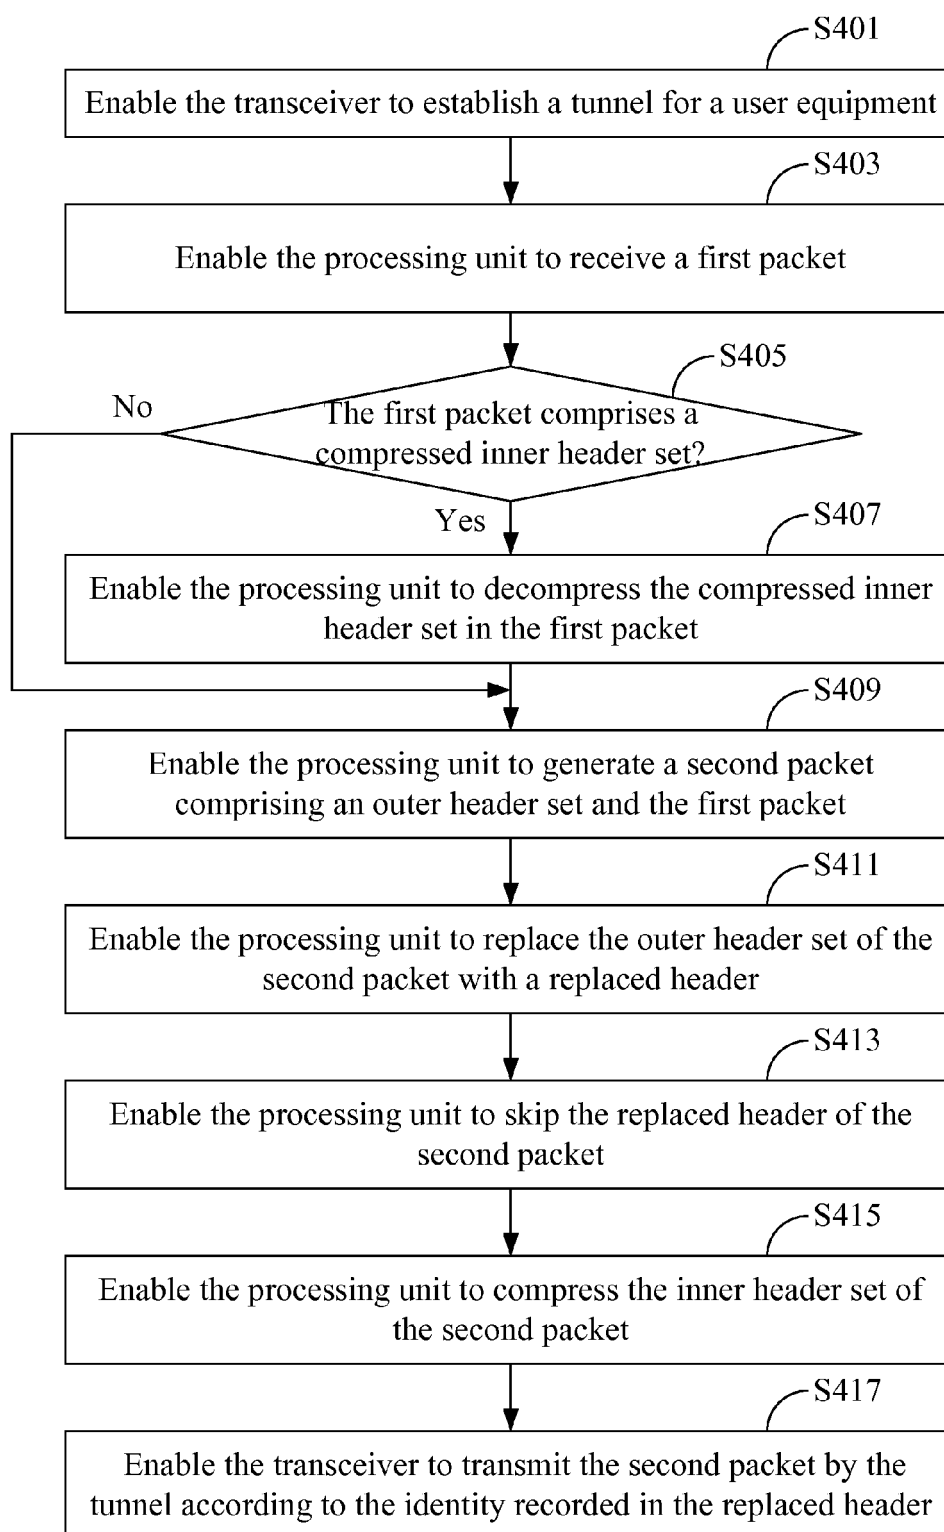 S401
Enable the transceiver to establish a tunnel for a user equipment
S403
Enable the processing unit to receive a first packet
S405
No
The first packet comprises a
compressed inner header set?
Yes
S407
Enable the processing unit to decompress the compressed inner
header set in the first packet
S409
Enable the processing unit to generate a second packet
comprising an outer header set and the first packet
S411
Enable the processing unit to replace the outer header set of the
second packet with a replaced header
S413
Enable the processing unit to skip the replaced header of the
second packet
S415
Enable the processing unit to compress the inner header set of
the second packet
S417
Enable the transceiver to transmit the second packet by the
tunnel according to the identity recorded in the replaced header